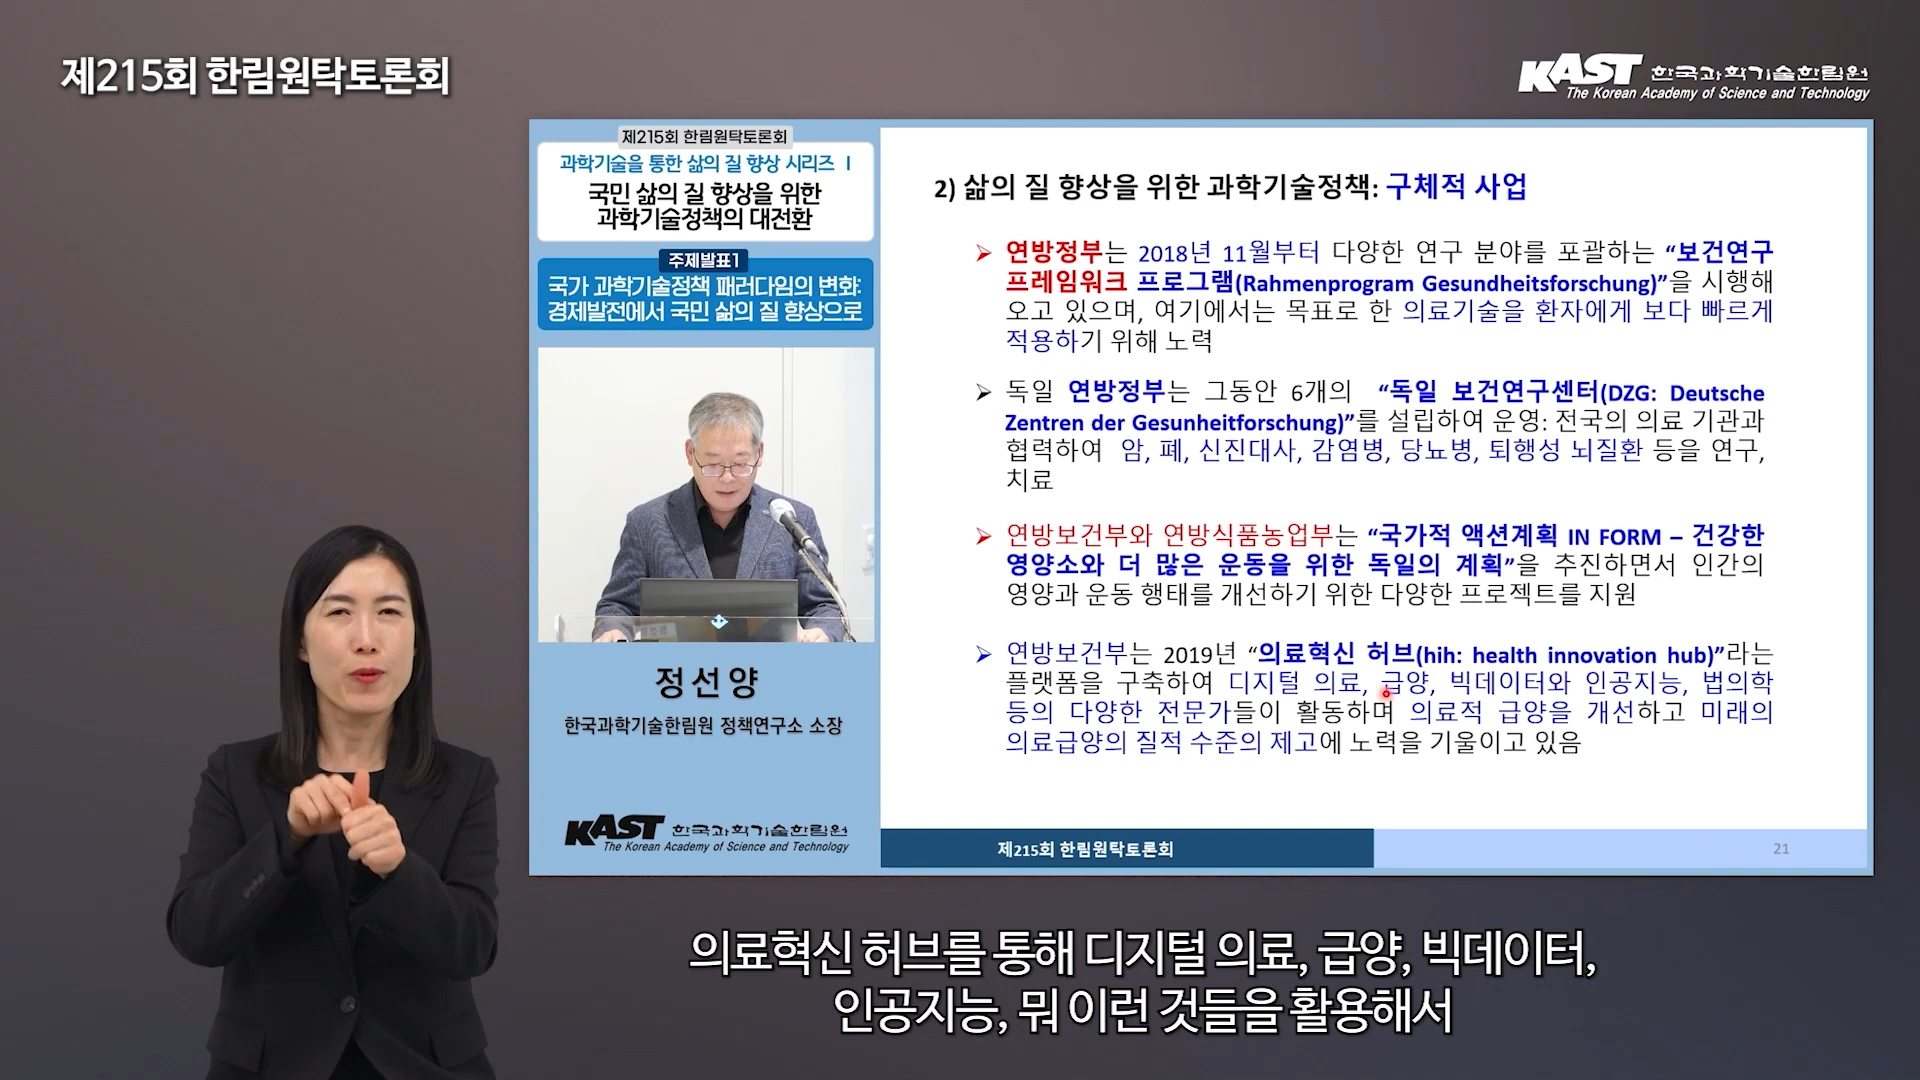 제215회 한림원탁토론회
KAST 한국과학기술한림원
The Korean Academy of Science and Technology
제215회 한림원탁토론회
과학기술을 통한 삶의 질 향상 시리즈 Ⅰ
국민 삶의 질 향상을 위한
과학기술정책의 대전환
주제발표1
국가 과학기술정책 패러다임의 변화:
경제발전에서 국민 삶의 질 향상으로
정선양
한국과학기술한림원 정책연구소 소장
KAST 한국과학기술한림원
The Korean Academy of Science and Technology
2) 삶의 질 향상을 위한 과학기술정책: 구체적 사업
➢ 연방정부는 2018년 11월부터 다양한 연구 분야를 포괄하는 “보건연구
프레임워크 프로그램(Rahmenprogram Gesundheitsforschung)”을 시행해
오고 있으며, 여기에서는 목표로 한 의료기술을 환자에게 보다 빠르게
적용하기 위해 노력
➢ 독일 연방정부는 그동안 6개의 “독일 보건연구센터(DZG: Deutsche
Zentren der Gesunheitforschung)”를 설립하여 운영: 전국의 의료 기관과
협력하여 암, 폐, 신진대사, 감염병, 당뇨병, 퇴행성 뇌질환 등을 연구,
치료
➢ 연방보건부와 연방식품농업부는 “국가적 액션계획 IN FORM – 건강한
영양소와 더 많은 운동을 위한 독일의 계획”을 추진하면서 인간의
영양과 운동 행태를 개선하기 위한 다양한 프로젝트를 지원
➢ 연방보건부는 2019년 “의료혁신 허브(hih: health innovation hub)”라는
플랫폼을 구축하여 디지털 의료, 급양, 빅데이터와 인공지능, 법의학
등의 다양한 전문가들이 활동하며 의료적 급양을 개선하고 미래의
의료급양의 질적 수준의 제고에 노력을 기울이고 있음
제215회 한림원탁토론회
21
의료혁신 허브를 통해 디지털 의료, 급양, 빅데이터,
인공지능, 뭐 이런 것들을 활용해서